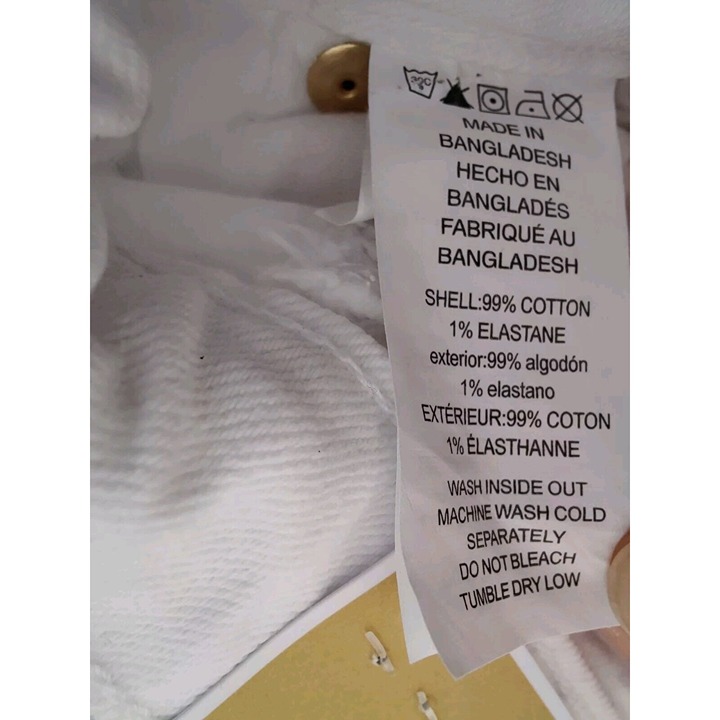 30C
MADE IN
BANGLADESH
HECHO EN
BANGLADÉS
FABRIQUÉ AU
BANGLADESH
SHELL:99% COTTON
1% ELASTANE
exterior:99% algodón
1% elastano
EXTÉRIEUR:99% COTON
1% ÉLASTHANNE
WASH INSIDE OUT
MACHINE WASH COLD
SEPARATELY
DO NOT BLEACH
TUMBLE DRY LOW